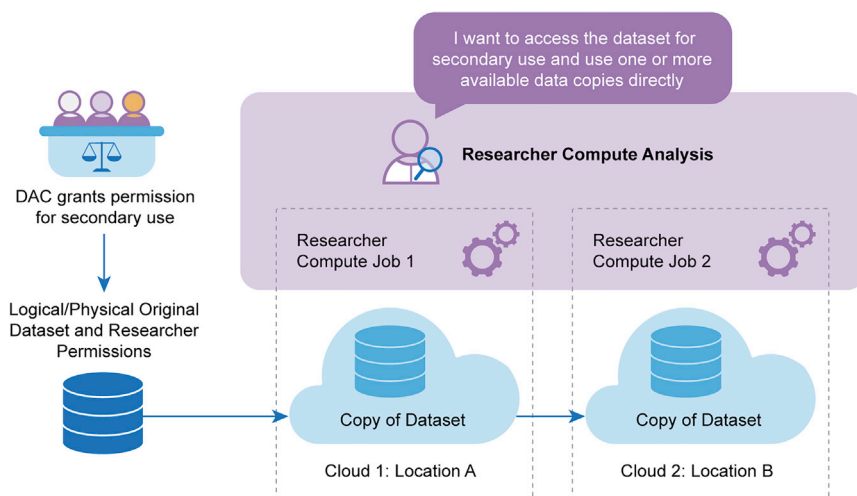 I want to access the dataset for
secondary use and use one or more
available data copies directly
Researcher Compute Analysis
DAC grants permission
for secondary use
Researcher
Compute Job 1
Researcher
Compute Job 2
Logical/Physical Original
Dataset and Researcher
Permissions
Copy of Dataset
Copy of Dataset
Cloud 1: Location A
Cloud 2: Location B